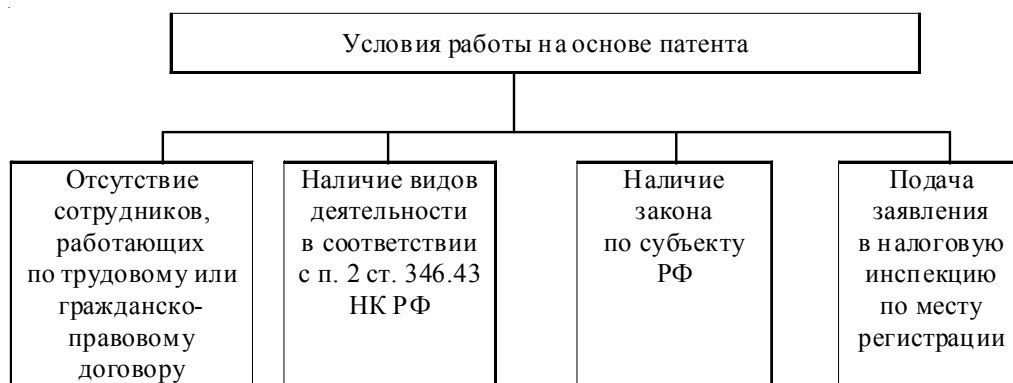 Условия работы на основе патента
Отсутствие
сотрудников,
работающих
по трудовому или
гражданско-
правовому
договору
Наличие видов
деятельности
в соответствии
с п. 2 ст. 346.43
НК РФ
Наличие
закона
по субъекту
РФ
Подача
заявления
в налоговую
инспекцию
по месту
регистрации